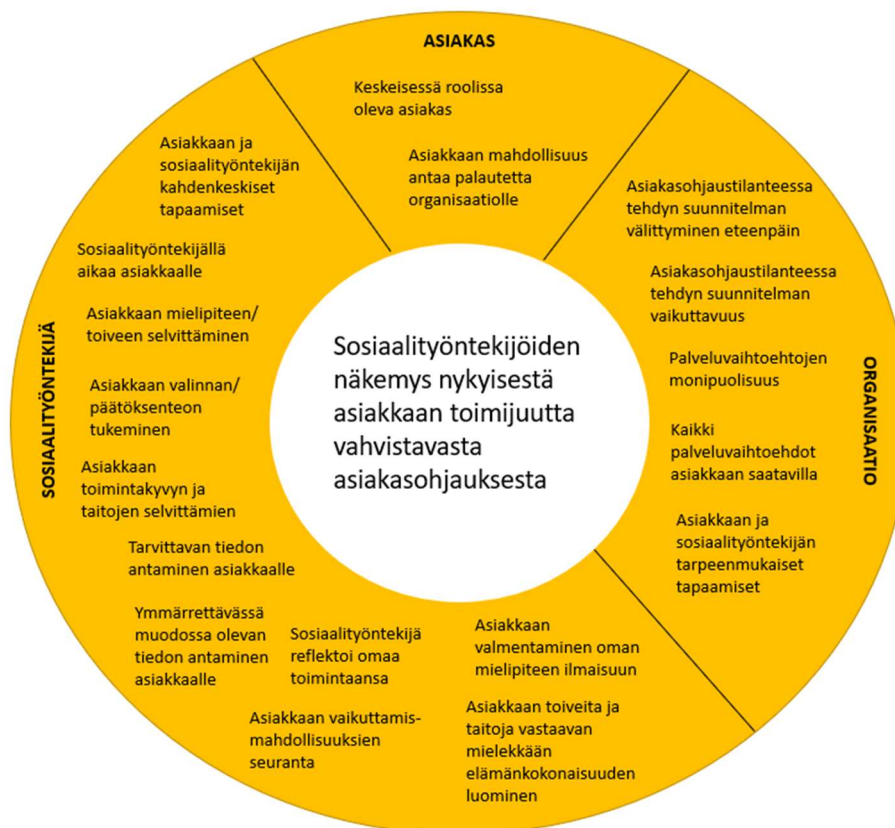 ASIAKAS
Keskeisessä roolissa
oleva asiakas
Asiakkaan mahdollisuus
antaa palautetta
organisaatiolle
ORGANISAATIO
Asiakasohjaustilanteessa
tehdyn suunnitelman
välittyminen eteenpäin
Asiakasohjaustilanteessa
tehdyn suunnitelman
vaikuttavuus
Palveluvaihtoehtojen
monipuolisuus
Kaikki
palveluvaihtoehdot
asiakkaan saatavilla
Asiakkaan ja
sosiaalityöntekijän
tarpeenmukaiset
tapaamiset
SOSIAALITYÖNTEKIJÄ
Asiakkaan ja
sosiaalityöntekijän
kahdenkeskiset
tapaamiset
Sosiaalityöntekijällä
aikaa asiakkaalle
Asiakkaan mielipiteen/
toiveen selvittäminen
Asiakkaan valinnan/
päätöksenteon
tukeminen
Asiakkaan
toimintakyvyn ja
taitojen selvittämien
Tarvittavan tiedon
antaminen asiakkaalle
Ymmärrettävässä
muodossa olevan
tiedon antaminen
asiakkaalle
Sosiaalityöntekijä
reflektoi omaa
toimintaansa
Asiakkaan vaikuttamis-
mahdollisuuksien
seuranta
Asiakkaan
valmentaminen oman
mielipiteen ilmaisuun
Asiakkaan toiveita ja
taitoja vastaavan
mielekkään
elämänkokonaisuuden
luominen
Sosiaalityöntekijöiden
näkemys nykyisestä
asiakkaan toimijuutta
vahvistavasta
asiakasohjauksesta